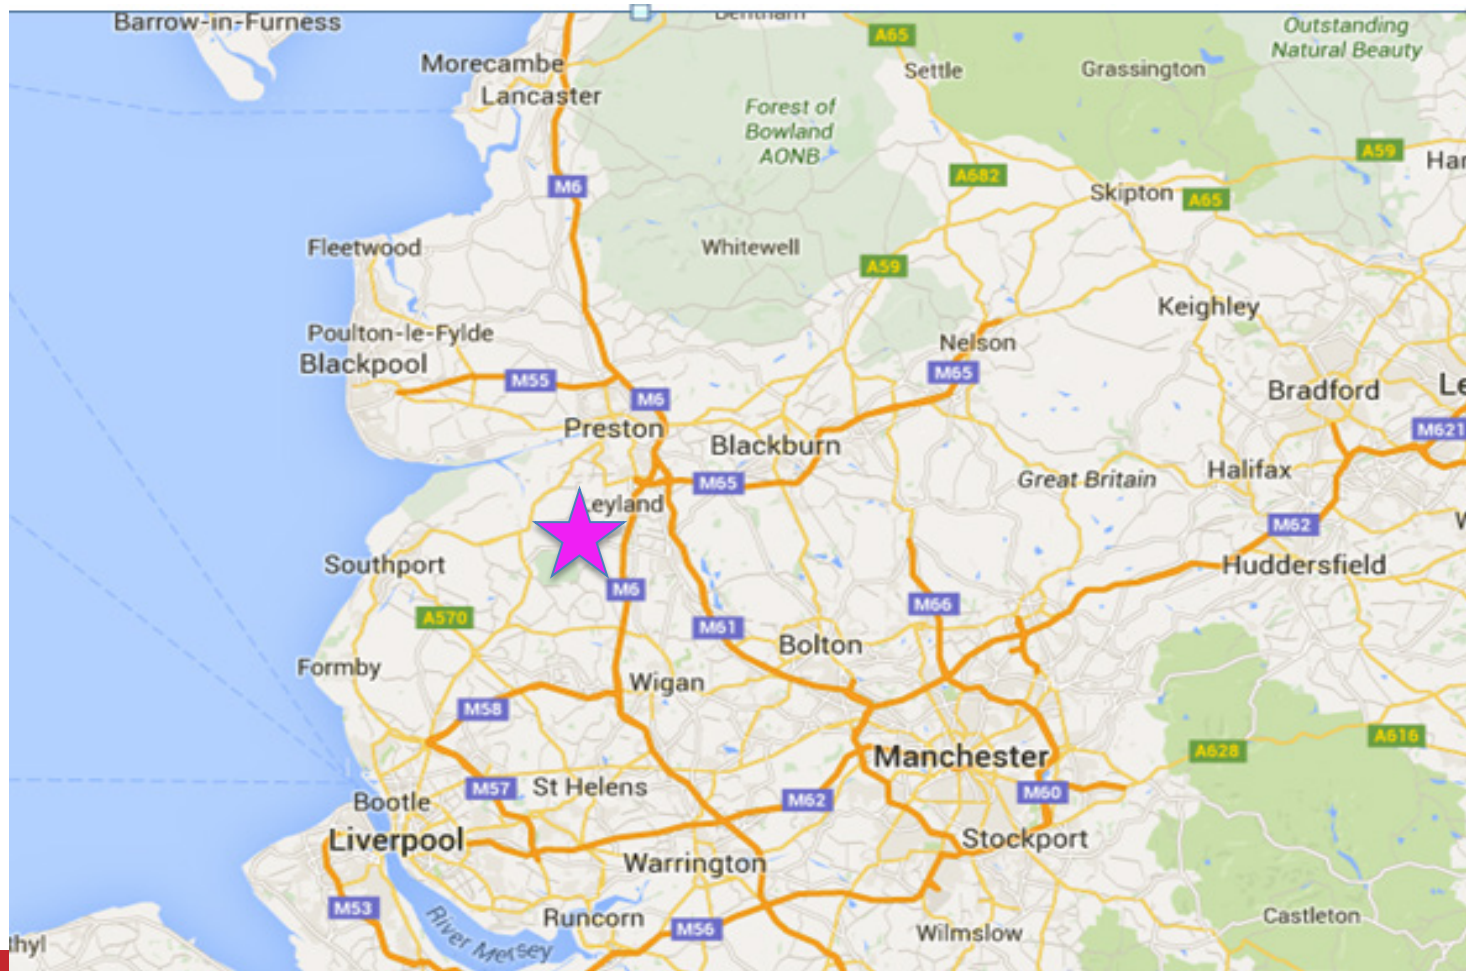 Barrow-in-Furness
Bentham
Outstanding
Natural Beauty
A65
Morecambe
Settle
Grassington
Lancaster
Forest of
Bowland
AONB
A59
M6
A682
Skipton
A65
Fleetwood
Whitewell
A59
Keighley
Poulton-le-Fylde
Nelson
Blackpool
M55
M65
Bradford
M6
Preston
M621
Blackburn
Halifax
M65
Great Britain
Leyland
M62
Southport
Huddersfield
M6
M66
A570
M61
Bolton
Formby
Wigan
M58
A616
A628
Manchester
M57
St Helens
M62
M60
Bootle
Liverpool
Stockport
Warrington
M53
Runcorn
River Mersey
M56
Castleton
Wilmslow